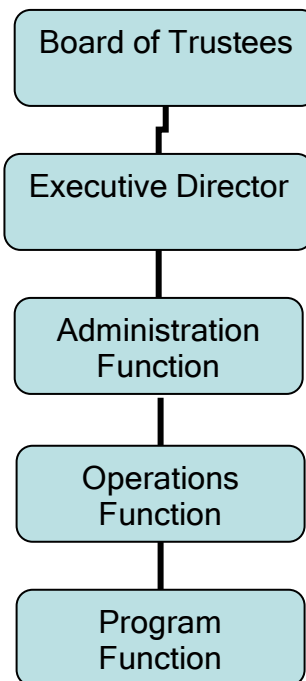 Board of Trustees
Executive Director
Administration
Function
Operations
Function
Program
Function